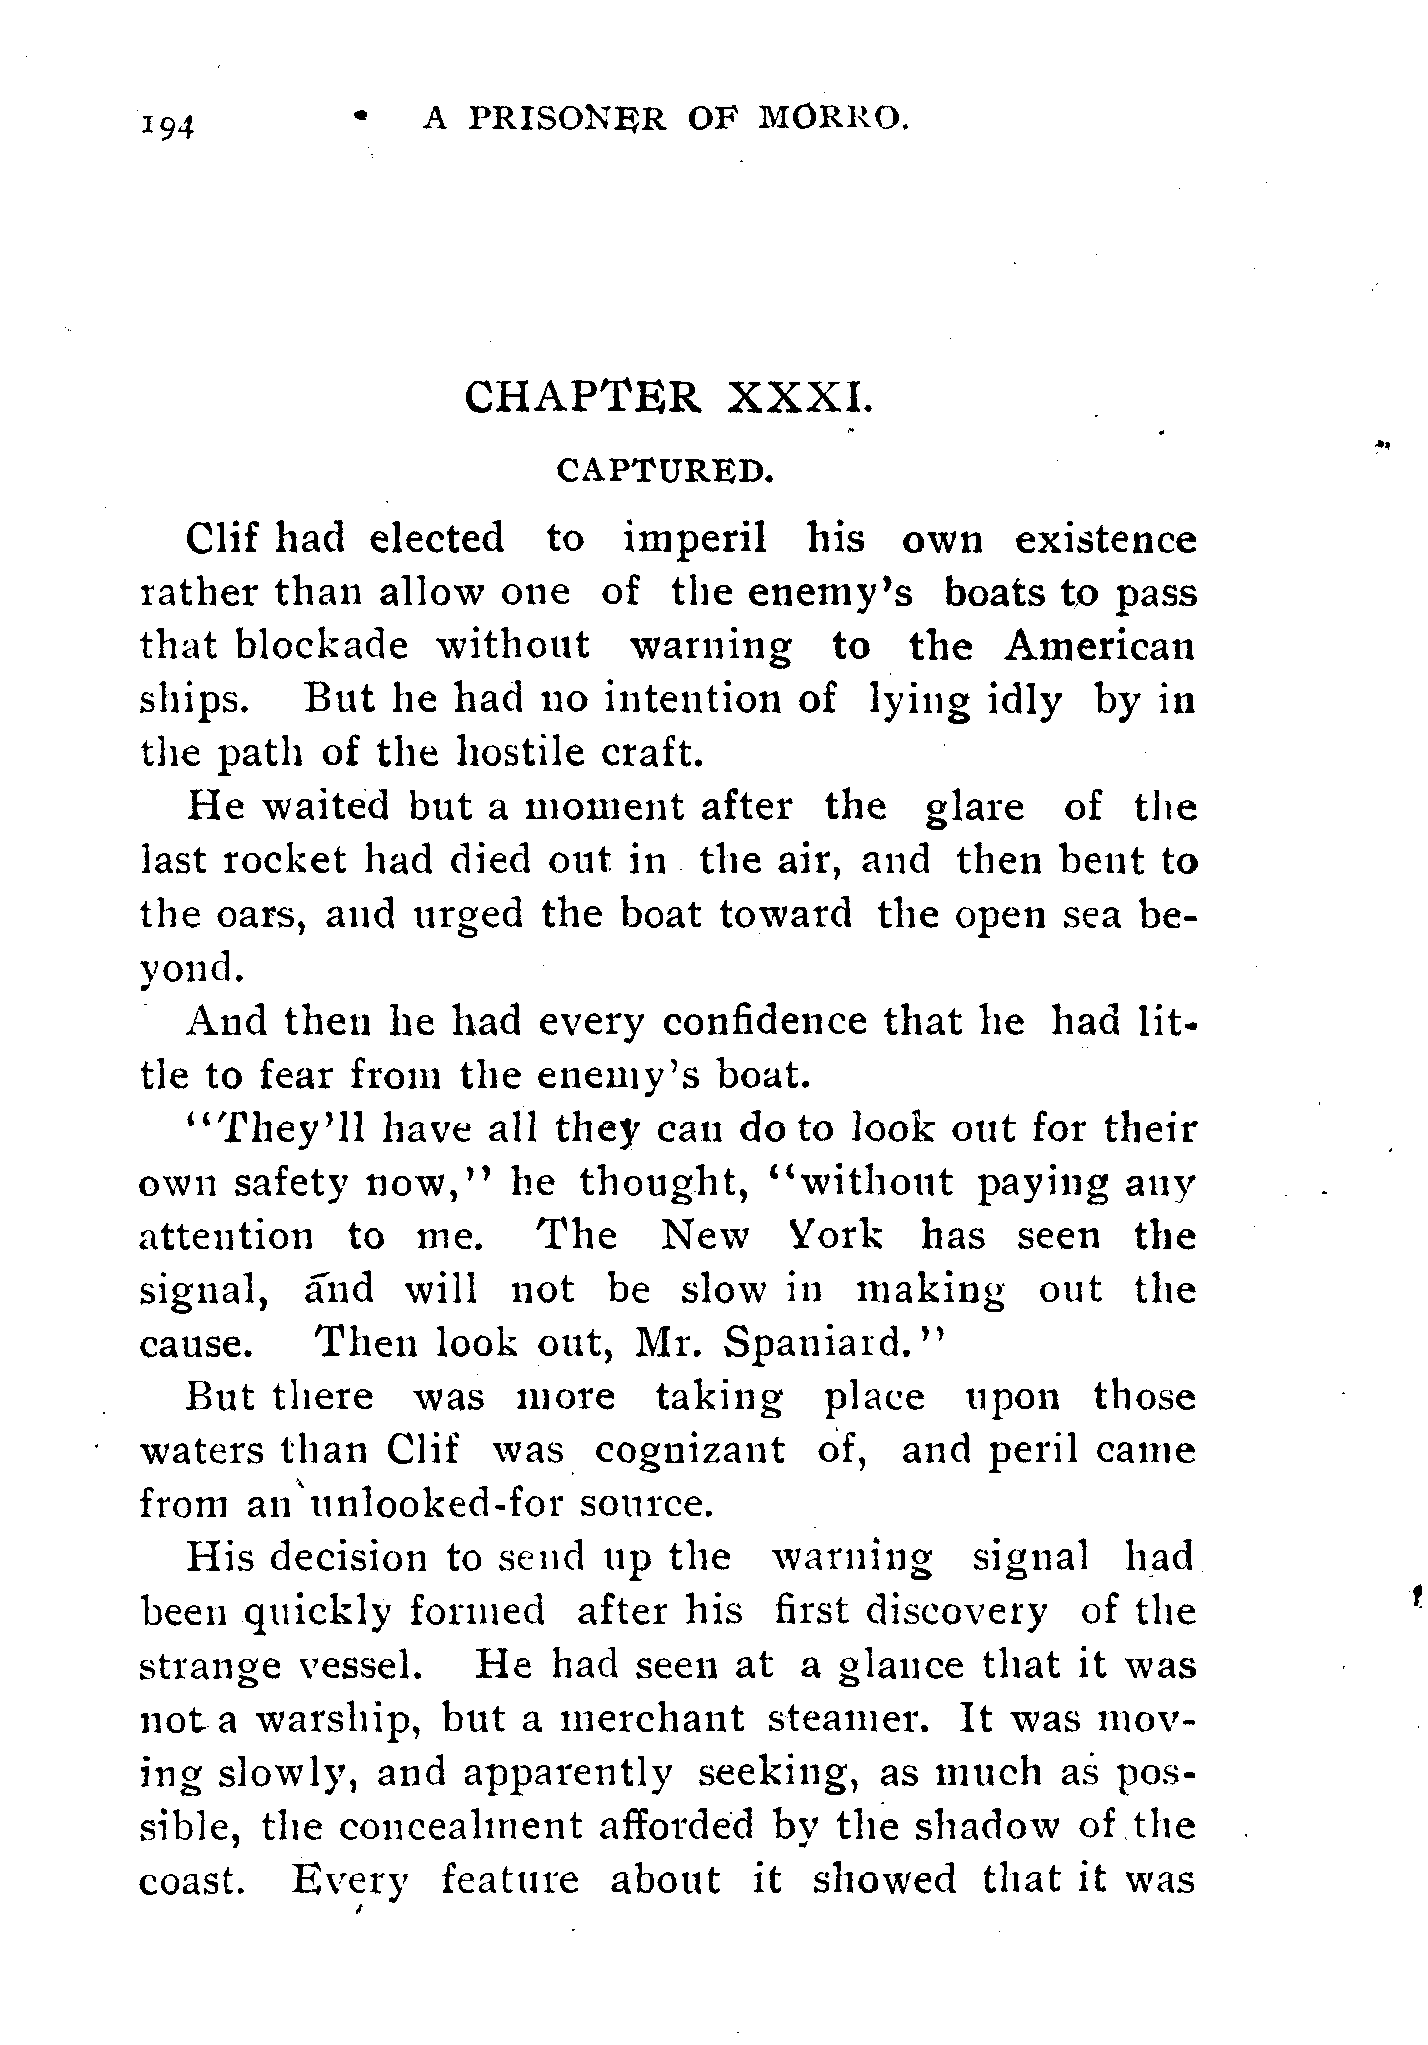 194 A PRISONER OF MORRO.
CHAPTER XXXI.
CAPTURED.
Clif had elected to imperil his own existence
rather than allow one of the enemy's boats to pass
that blockade without warning to the American
ships. But he had no intention of lying idly by in
the path of the hostile craft.
He waited but a moment after the glare of the
last rocket had died out in the air, and then bent to
the oars, and urged the boat toward the open sea be-
yond.
And then he had every confidence that he had lit-
tle to fear from the enemy's boat.
"They'll have all they can do to look out for their
own safety now," he thought, "without paying any
attention to me. The New York has seen the
signal, and will not be slow in making out the
cause. Then look out, Mr. Spaniard."
But there was more taking place upon those
waters than Clif was cognizant of, and peril came
from an unlooked-for source.
His decision to send up the warning signal had
been quickly formed after his first discovery of the
strange vessel. He had seen at a glance that it was
not a warship, but a merchant steamer. It was mov-
ing slowly, and apparently seeking, as much as pos-
sible, the concealment afforded by the shadow of the
coast. Every feature about it showed that it was